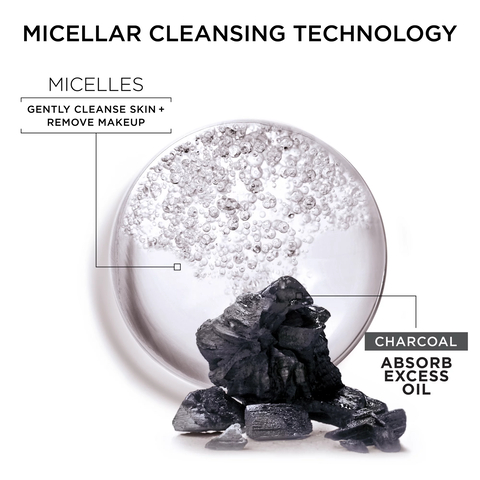 MICELLAR CLEANSING TECHNOLOGY
MICELLES
GENTLY CLEANSE SKIN +
REMOVE MAKEUP
CHARCOAL
ABSORB
EXCESS
OIL